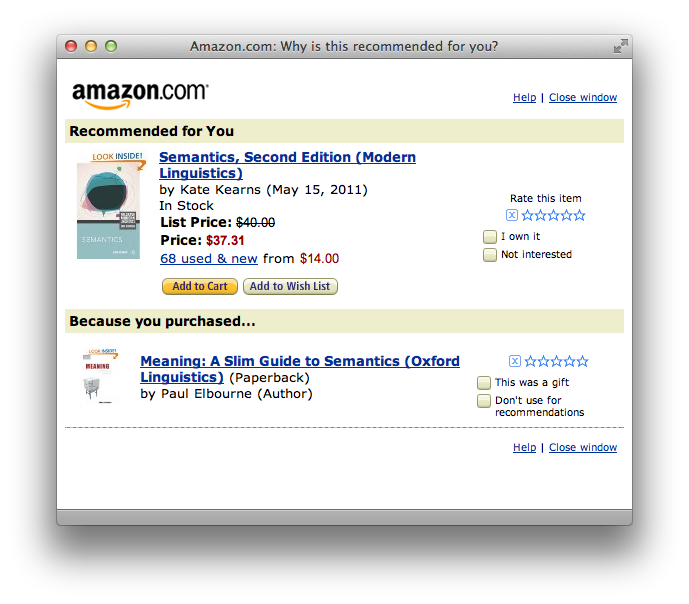 Amazon.com: Why is this recommended for you?
amazon.com
Help | Close window
Recommended for You
LOOK INSIDE!
SEMANTICS
Semantics, Second Edition (Modern
Linguistics)
by Kate Kearns (May 15, 2011)
In Stock
List Price: $40.00
Price: $37.31
68 used & new from $14.00
Add to Cart Add to Wish List
Rate this item
X
I own it
Not interested
Because you purchased...
LOOK INSIDE!
MEANING
Meaning: A Slim Guide to Semantics (Oxford
Linguistics) (Paperback)
by Paul Elbourne (Author)
X
This was a gift
Don't use for
recommendations
Help | Close window